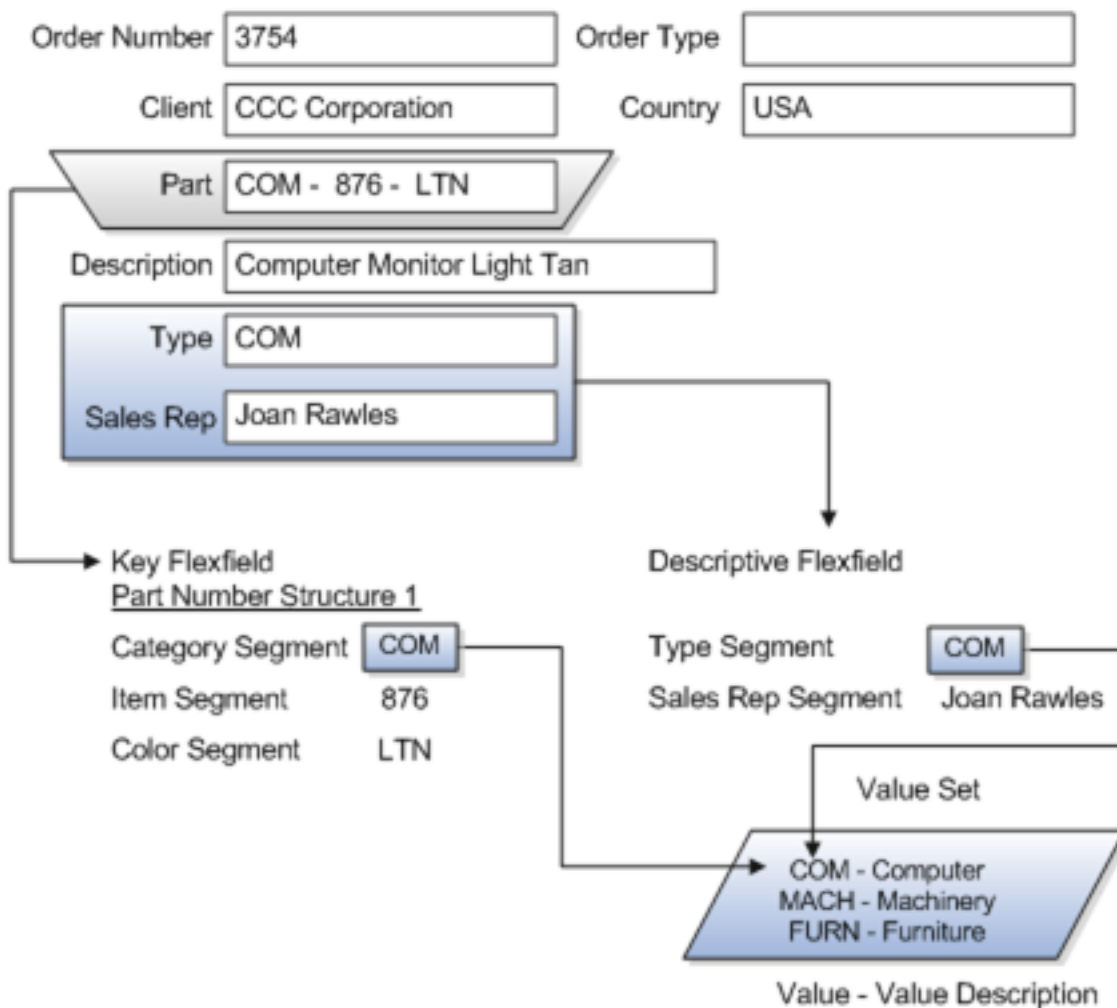 Order Number 3754 Order Type
Client CCC Corporation Country USA
Part COM - 876 - LTN
Description Computer Monitor Light Tan
Type COM
Sales Rep Joan Rawles
Key Flexfield Descriptive Flexfield
Part Number Structure 1
Category Segment COM Type Segment COM
Item Segment 876 Sales Rep Segment Joan Rawles
Color Segment LTN
Value Set
COM - Computer
MACH - Machinery
FURN - Furniture
Value - Value Description